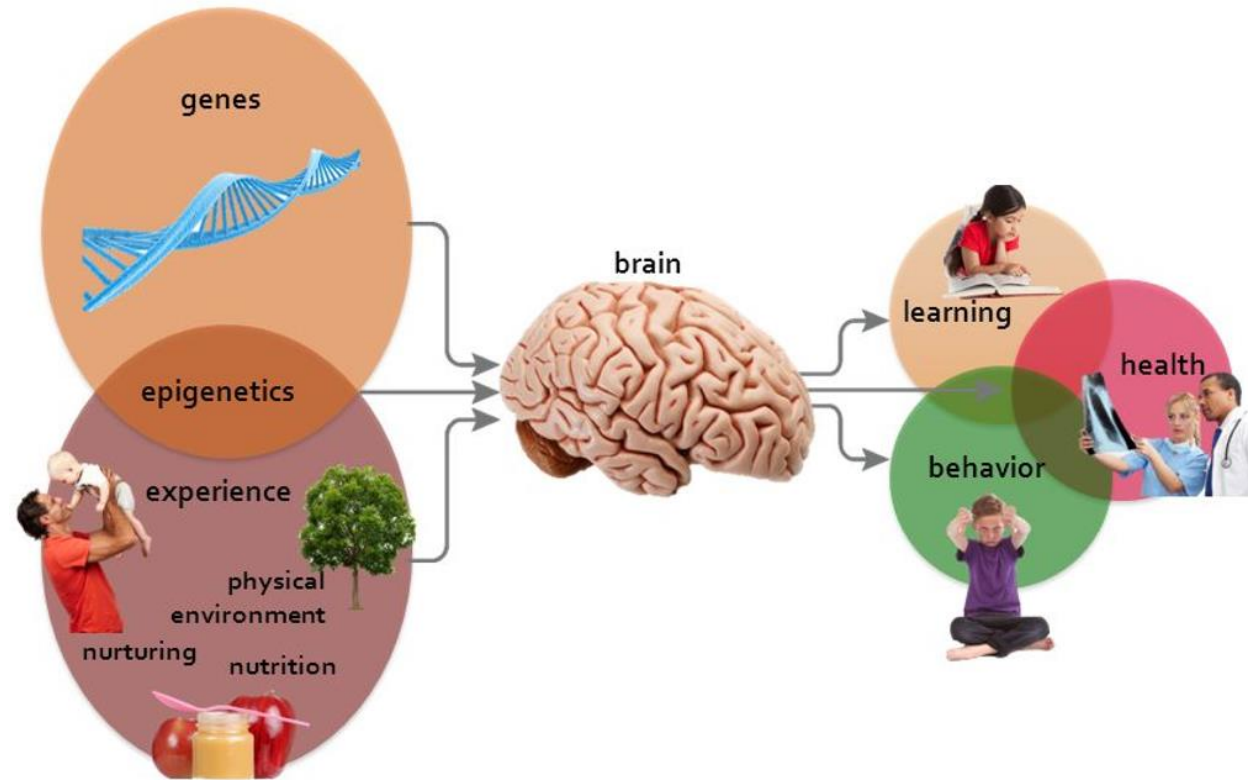 genes
epigenetics
experience
physical
environment
nurturing
nutrition
brain
learning
health
behavior